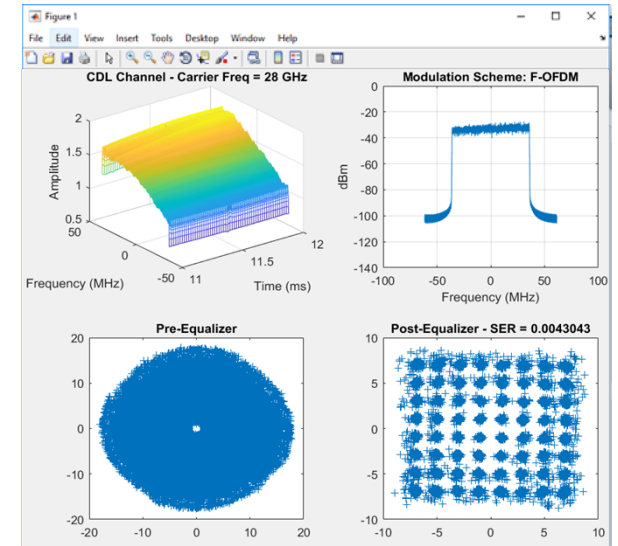 Figure 1
File Edit View Insert Tools Desktop Window Help
CDL Channel - Carrier Freq = 28 GHz
2
1.5
1
0.5
Amplitude
50
0
-50
Frequency (MHz)
11
11.5
12
Time (ms)
Modulation Scheme: F-OFDM
0
-20
-40
-60
-80
-100
-120
-140
dBm
-100 -50 0 50 100
Frequency (MHz)
Pre-Equalizer
20
10
0
-10
-20
-20 -10 0 10 20
Post-Equalizer - SER = 0.0043043
10
5
0
-5
-10
-10 -5 0 5 10